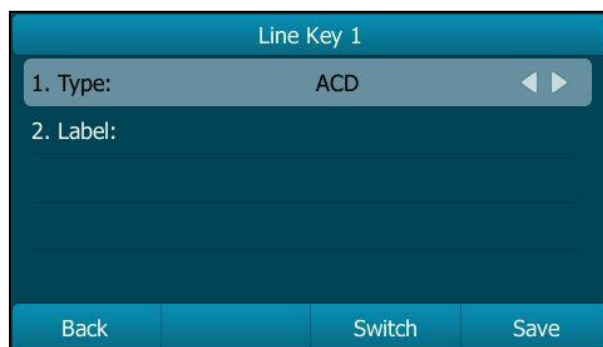 Line Key 1
1. Type: ACD
2. Label:
Back Switch Save